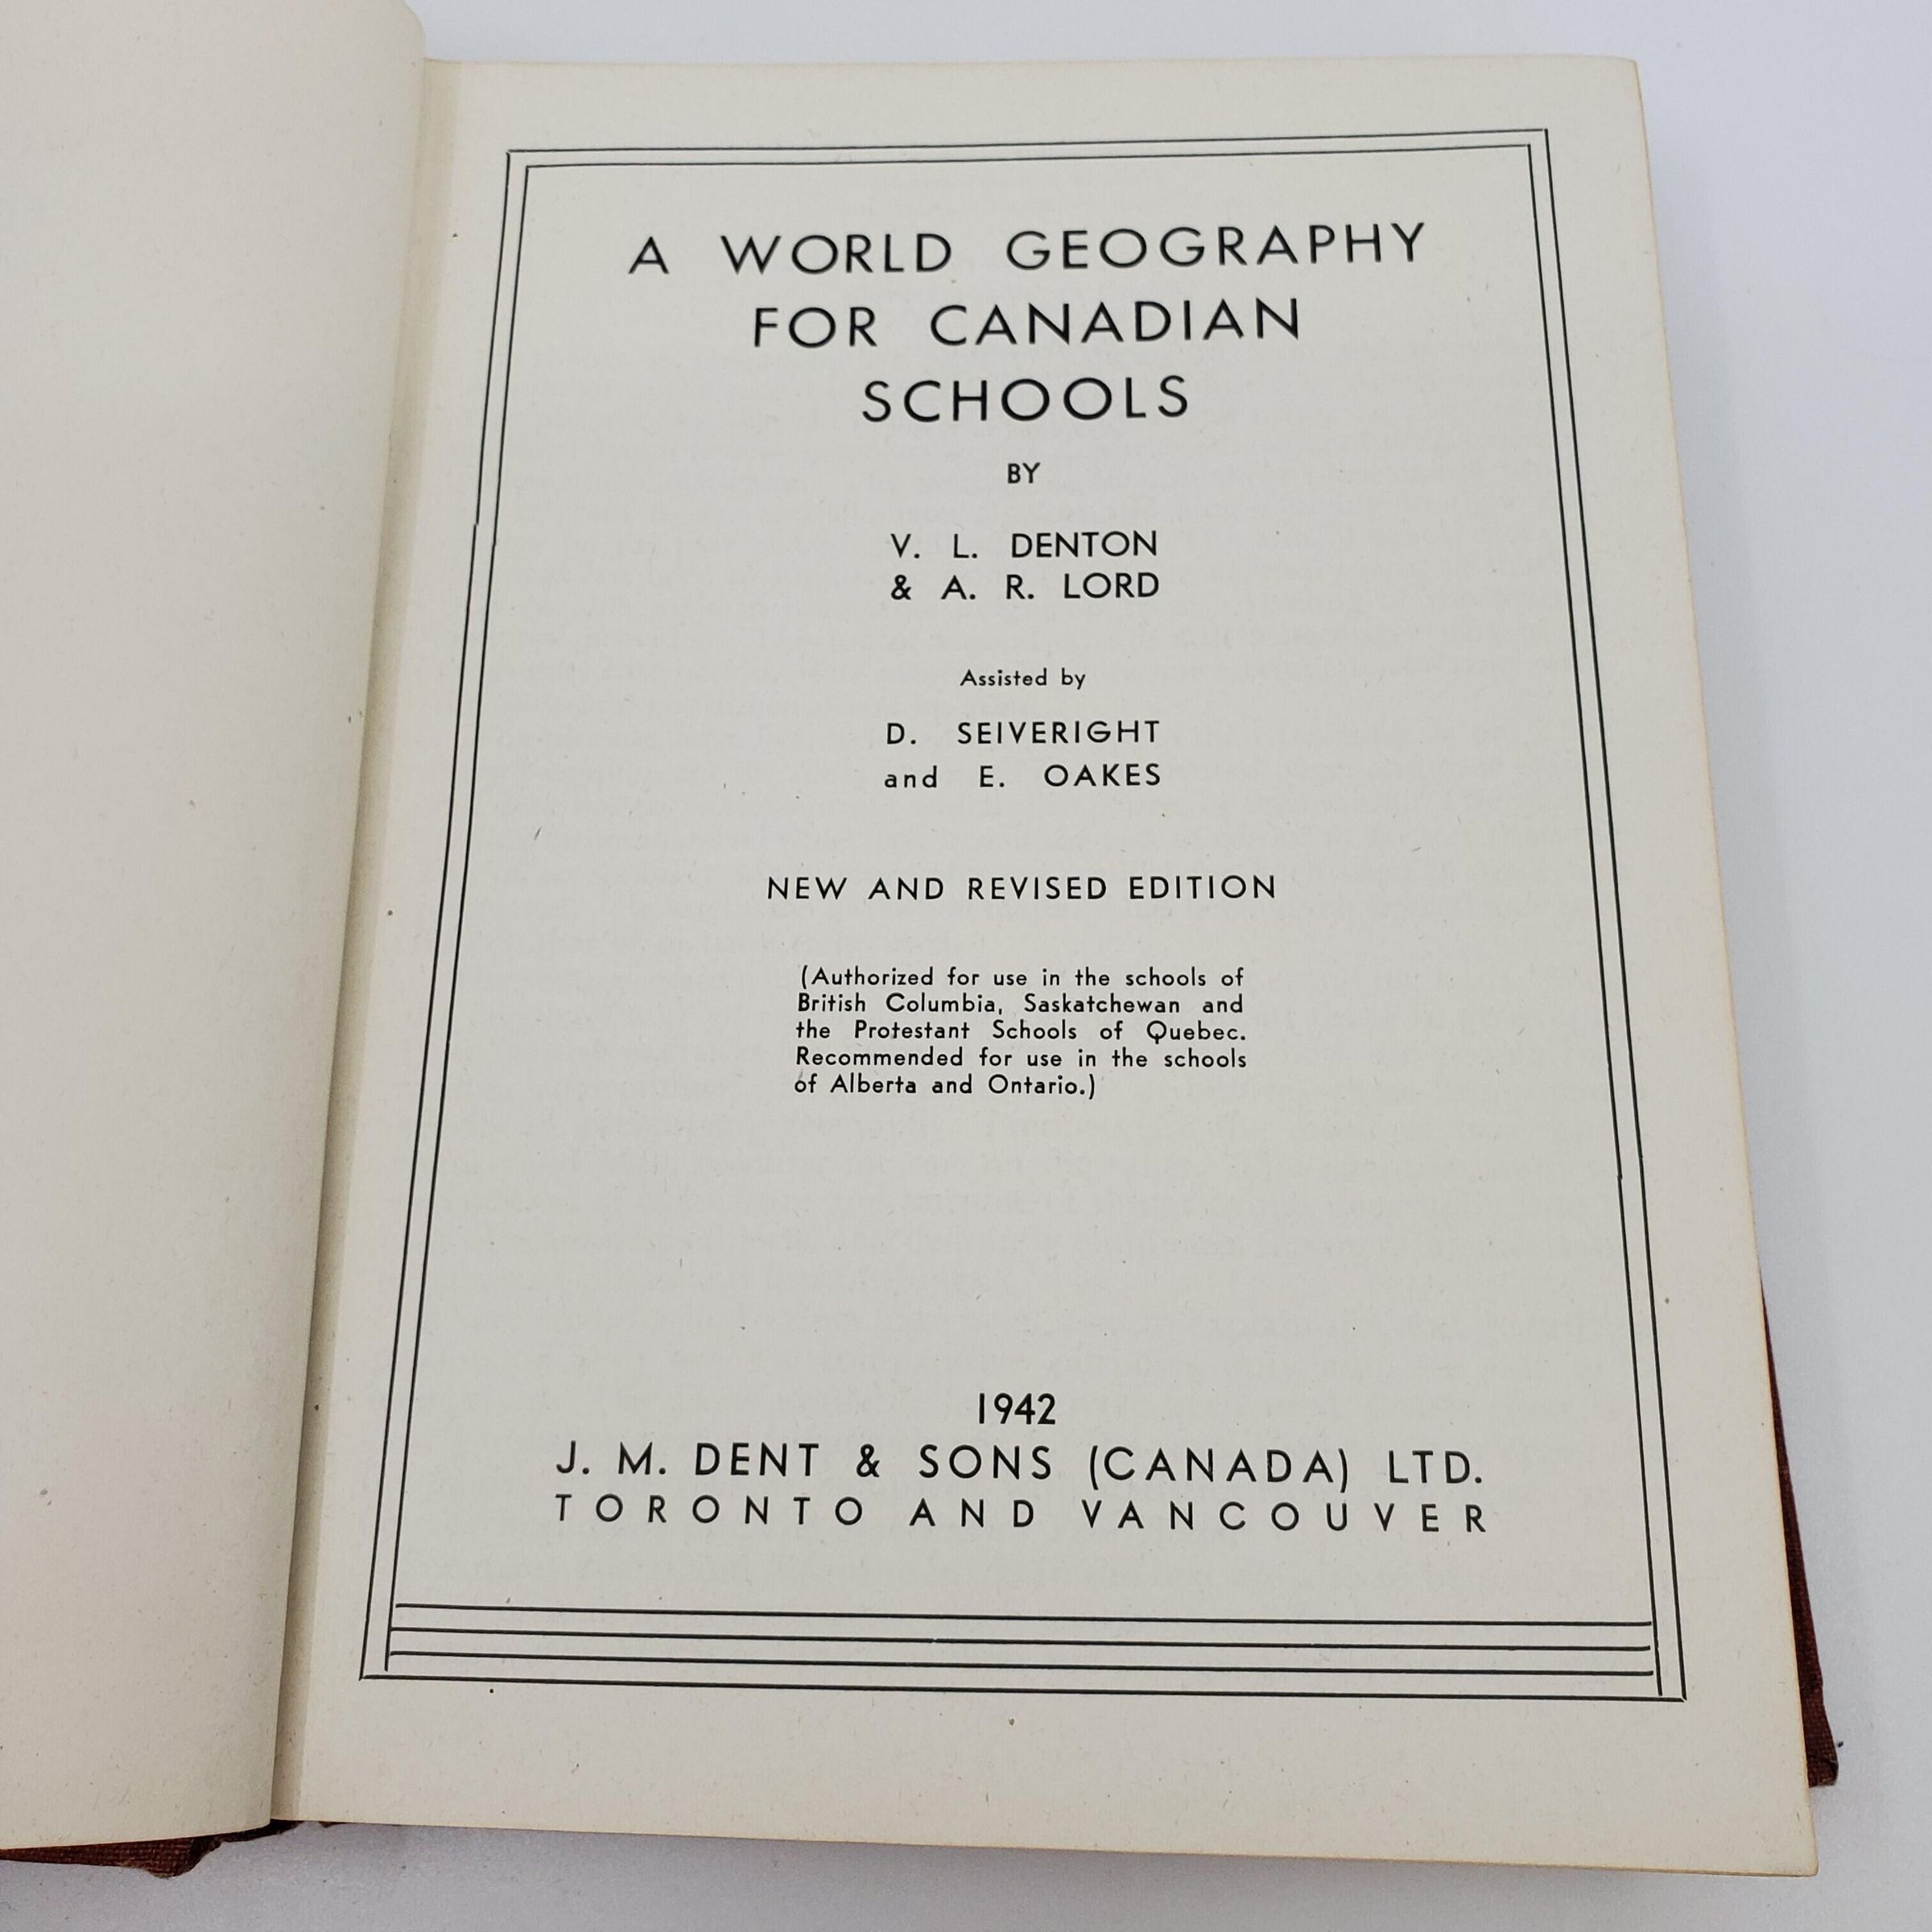 A WORLD GEOGRAPHY
FOR CANADIAN
SCHOOLS
BY
V. L. DENTON
& A. R. LORD
Assisted by
D. SEIVERIGHT
and E. OAKES
NEW AND REVISED EDITION
(Authorized for use in the schools of
British Columbia, Saskatchewan and
the Protestant Schools of Quebec.
Recommended for use in the schools
of Alberta and Ontario.)
1942
J. M. DENT & SONS (CANADA) LTD.
TORONTO AND VANCOUVER